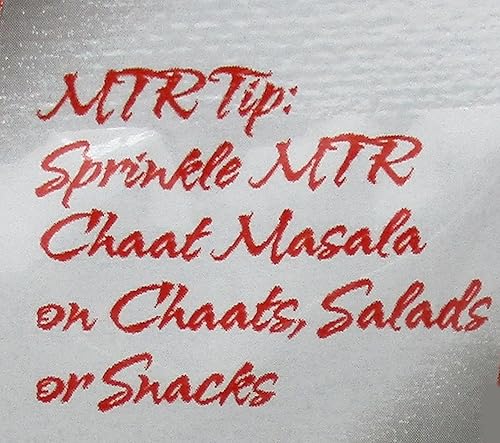 MTR Tip:
Sprinkle MTR
Chaat Masala
on Chaats, Salads
or Snacks